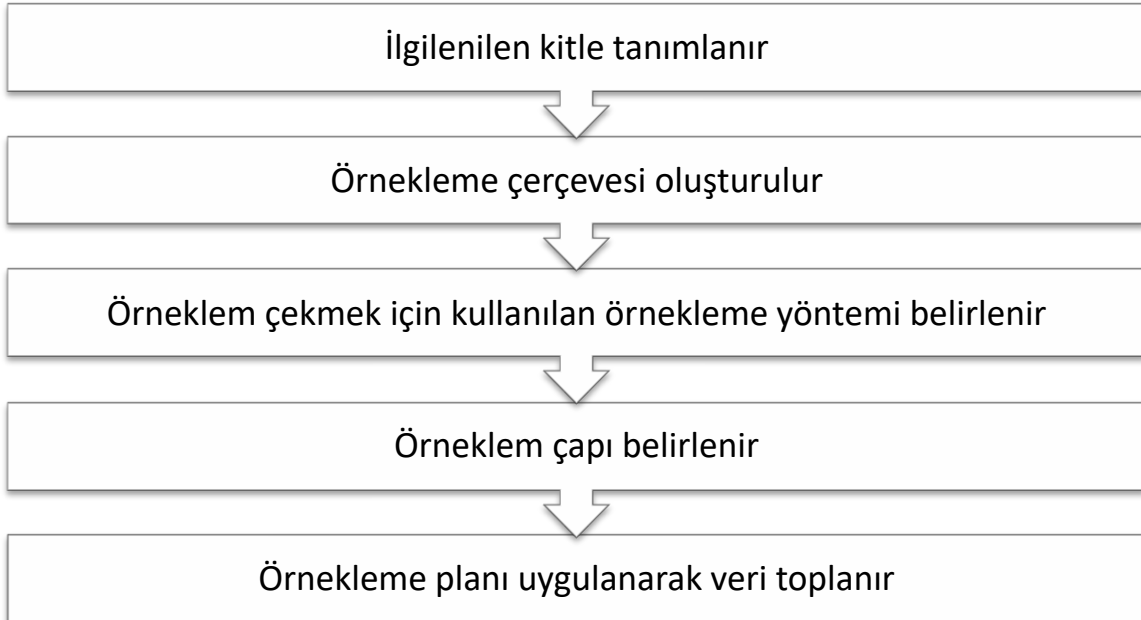 İlgilenilen kitle tanımlanır
Örnekleme çerçevesi oluşturulur
Örneklem çekmek için kullanılan örnekleme yöntemi belirlenir
Örneklem çapı belirlenir
Örnekleme planı uygulanarak veri toplanır